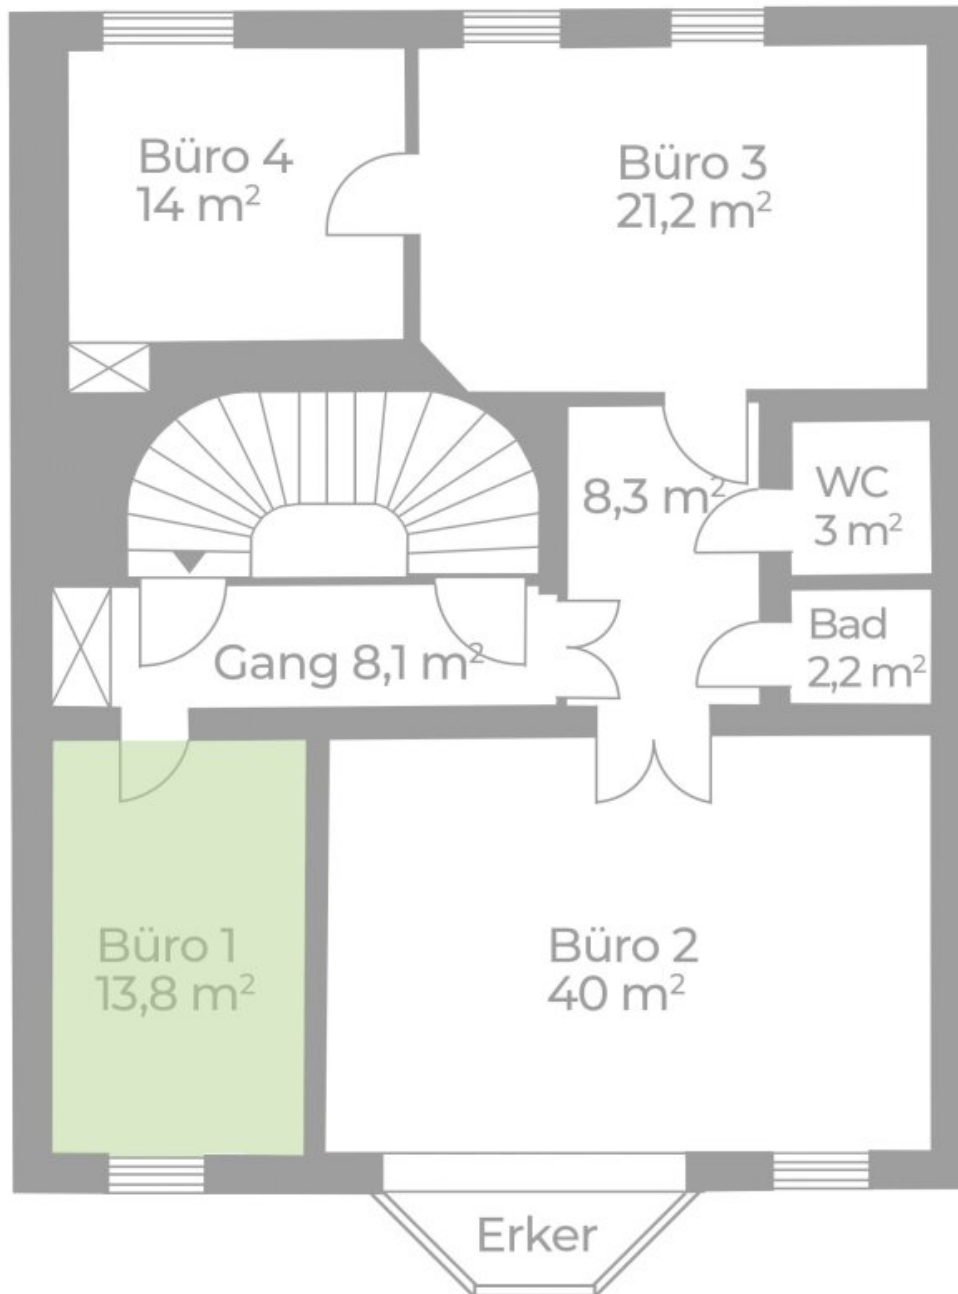 Büro 4
14 m²
Büro 3
21,2 m²
8,3 m²
WC
3 m²
Gang 8,1 m²
Bad
2,2 m²
Büro 1
13,8 m²
Büro 2
40 m²
Erker